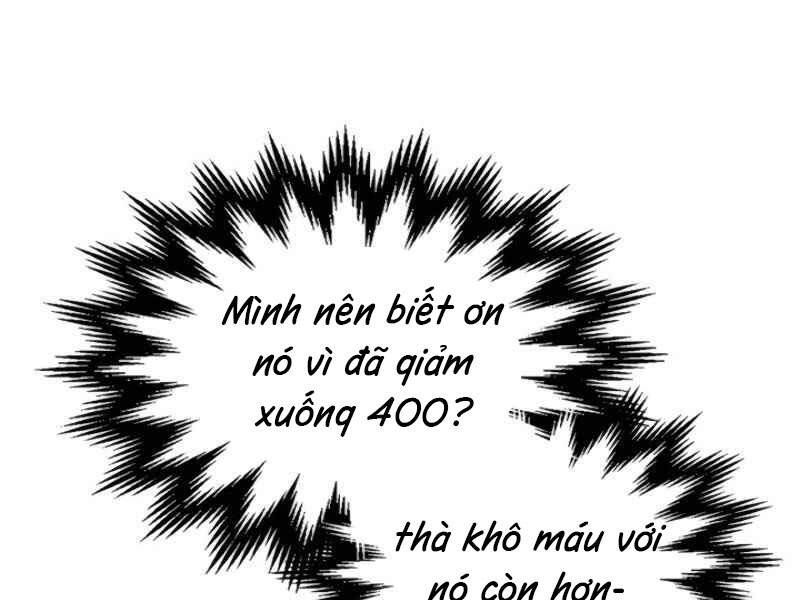 Mình nên biết ơn
nó vì đã giảm
xuống 400?
thà khô máu với
nó còn hơn-